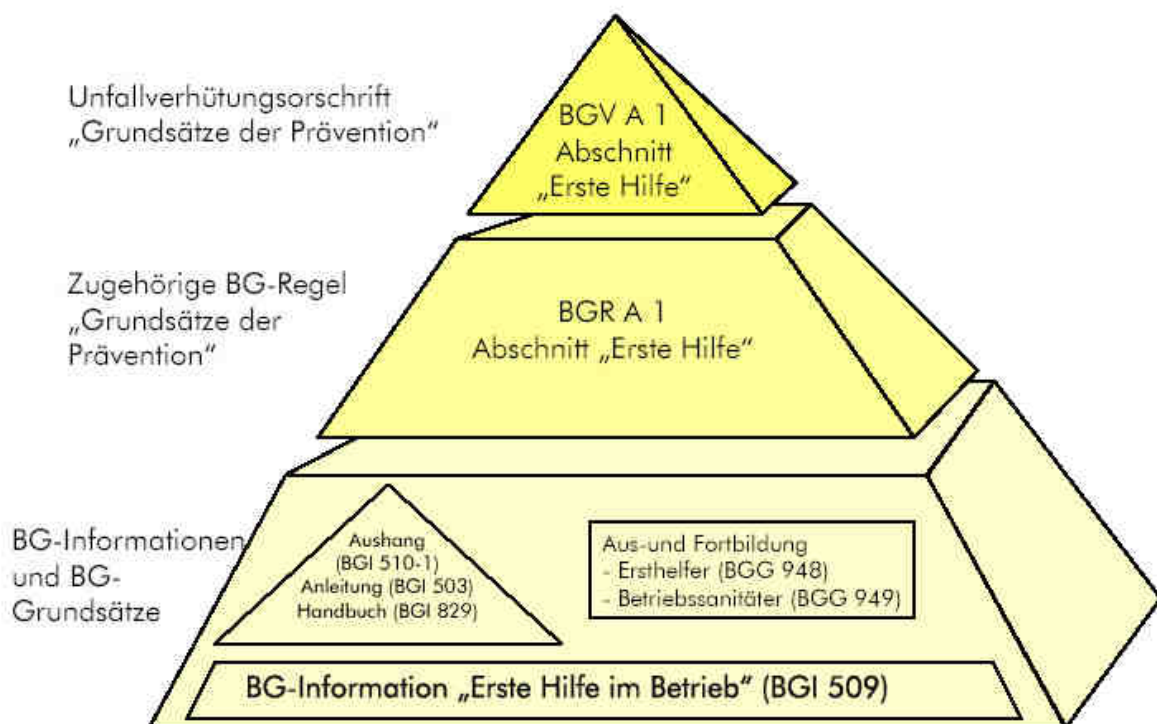 Unfallverhütungsorschrift
„Grundsätze der Prävention“
BGV A 1
Abschnitt
„Erste Hilfe“
Zugehörige BG-Regel
„Grundsätze der
Prävention“
BGR A 1
Abschnitt „Erste Hilfe“
BG-Informationen
und BG-
Grundsätze
Aushang
(BGI 510-1)
Anleitung (BGI 503)
Handbuch (BGI 829)
Aus-und Fortbildung
- Ersthelfer (BGG 948)
- Betriebssanitäter (BGG 949)
BG-Information „Erste Hilfe im Betrieb“ (BGI 509)